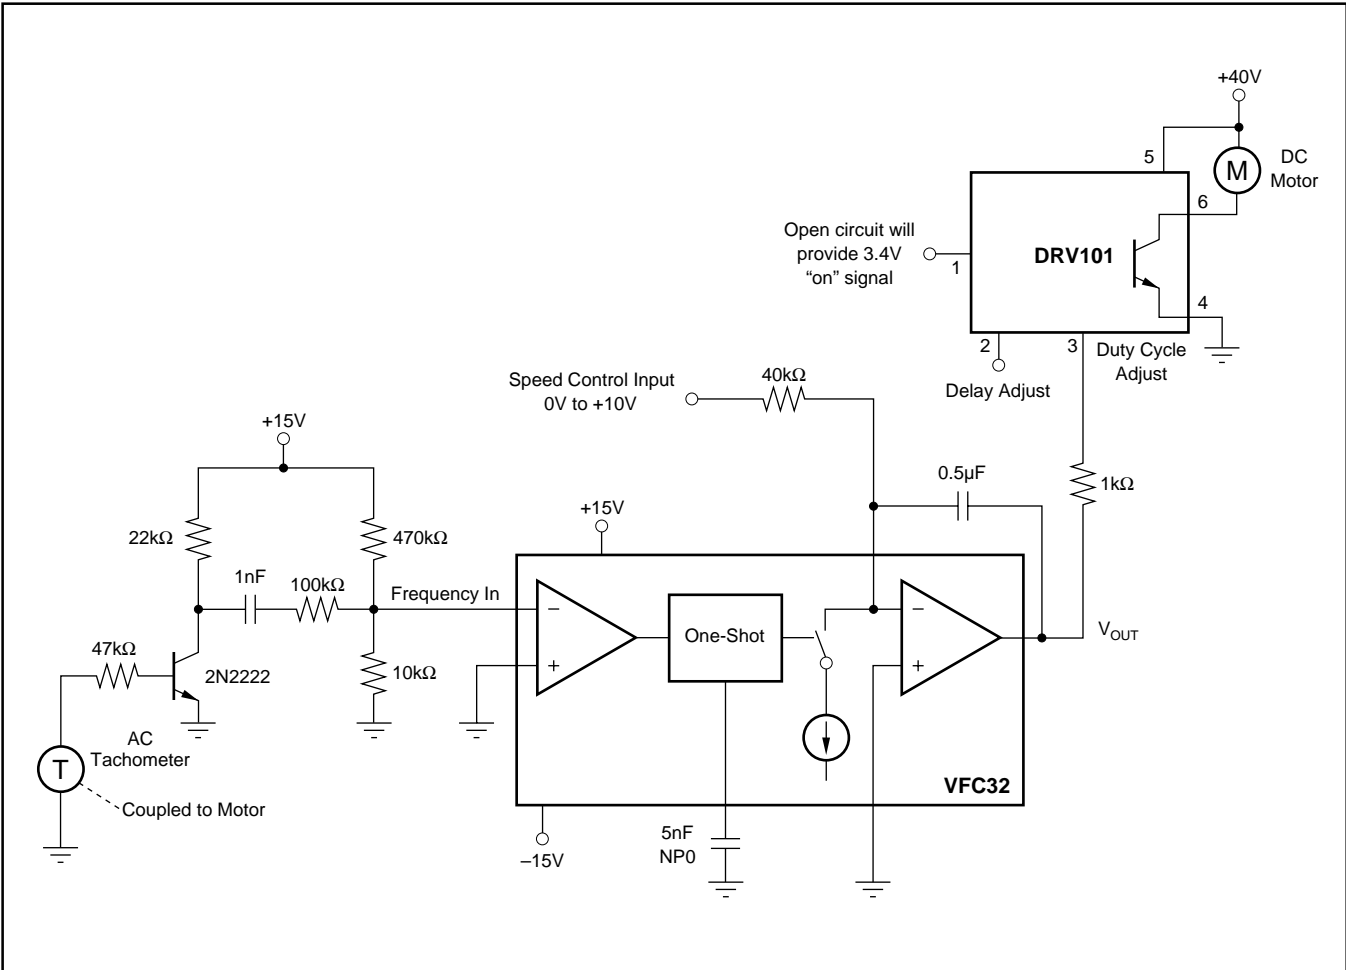 +40V
5
M
DC
Motor
6
Open circuit will
provide 3.4V
“on” signal
1
DRV101
4
2
3
Duty Cycle
Adjust
Delay Adjust
Speed Control Input
0V to +10V
40kΩ
+15V
0.5µF
1kΩ
22kΩ
470kΩ
+15V
1nF
100kΩ
Frequency In
–
+
One-Shot
–
+
VOUT
47kΩ
2N2222
10kΩ
AC
Tachometer
T
Coupled to Motor
VFC32
–15V
5nF
NP0